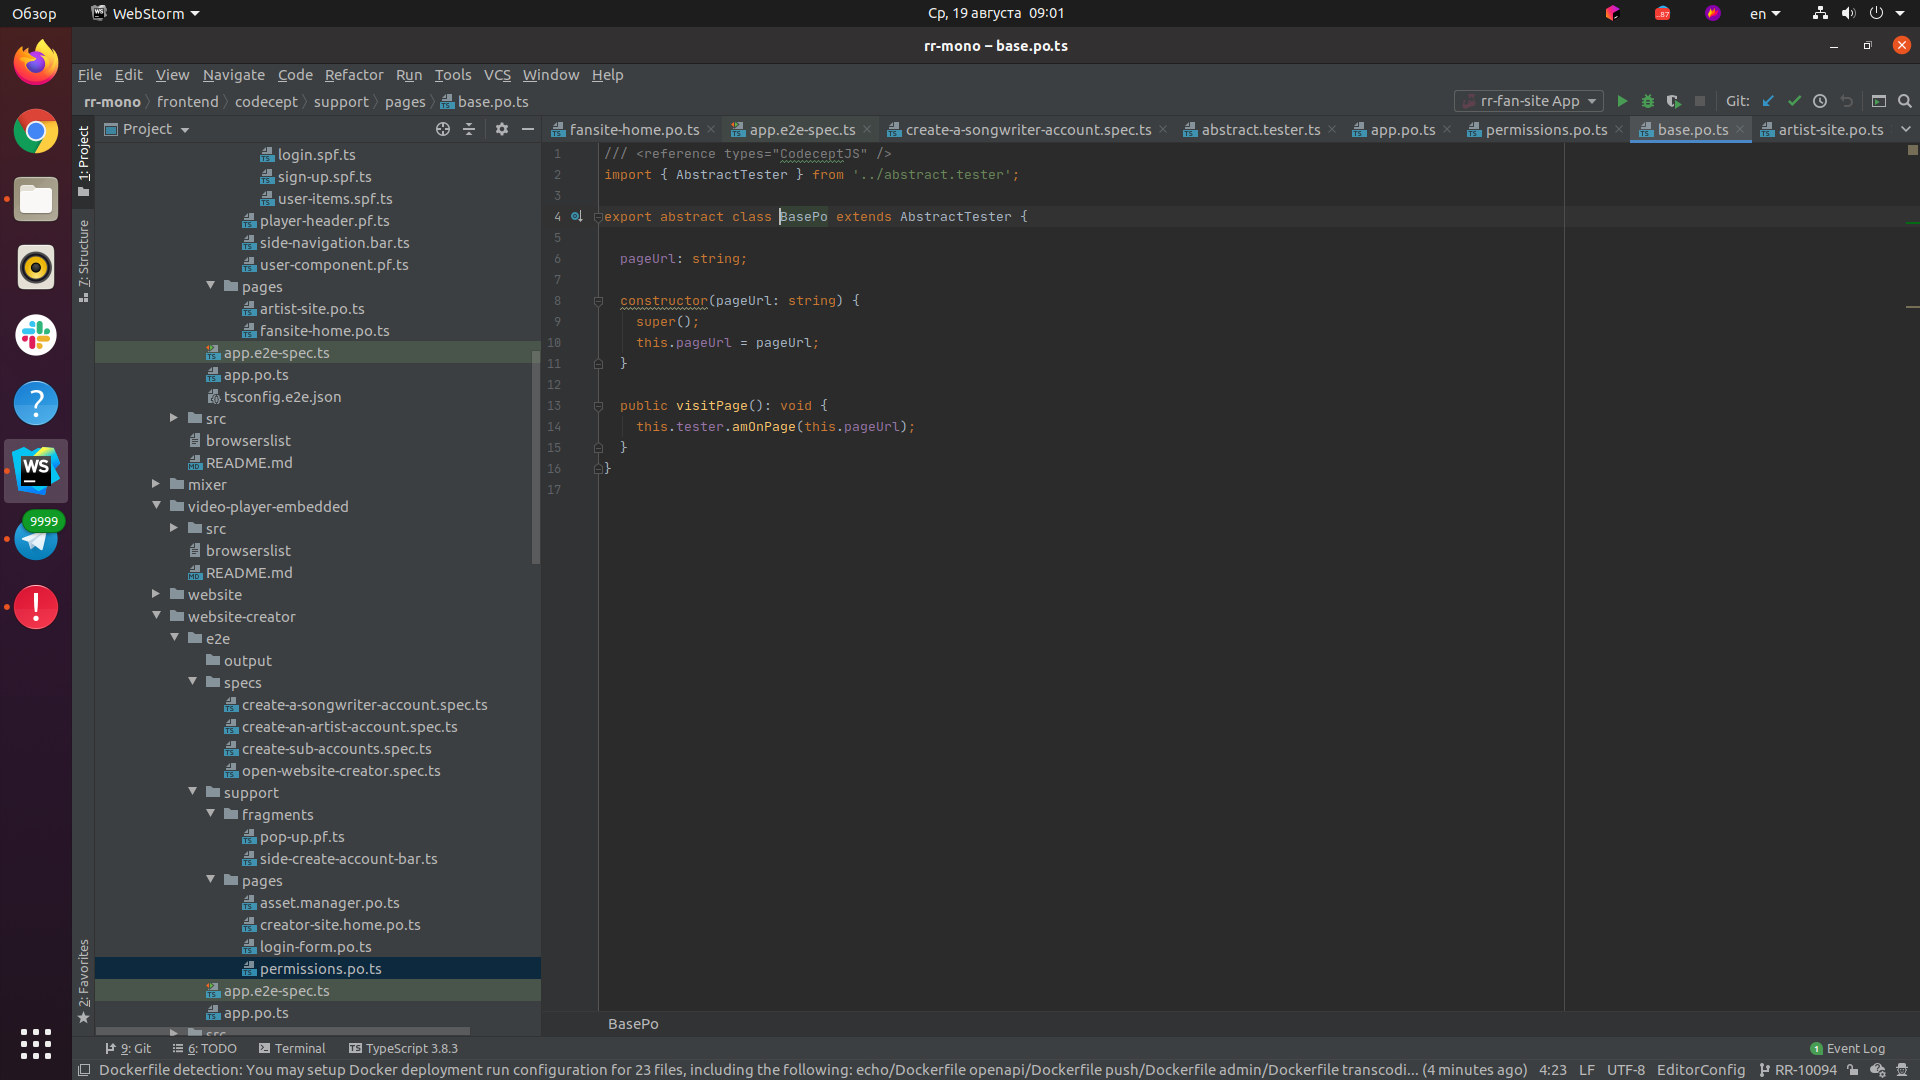 Обзор
WebStorm
Ср, 19 августа 09:01
.87
en
rr-mono – base.po.ts
File Edit View Navigate Code Refactor Run Tools VCS Window Help
rr-mono frontend codecept support pages base.po.ts
rr-fan-site App
Git:
Project
fansite-home.po.ts
app.e2e-spec.ts
create-a-songwriter-account.spec.ts
abstract.tester.ts
app.po.ts
permissions.po.ts
base.po.ts
artist-site.po.ts
1: Project
7: Structure
2: Favorites
login.spf.ts
sign-up.spf.ts
user-items.spf.ts
player-header.pf.ts
side-navigation.bar.ts
user-component.pf.ts
pages
artist-site.po.ts
fansite-home.po.ts
app.e2e-spec.ts
app.po.ts
tsconfig.e2e.json
src
browserslist
README.md
mixer
video-player-embedded
src
browserslist
README.md
website
website-creator
e2e
output
specs
create-a-songwriter-account.spec.ts
create-an-artist-account.spec.ts
create-sub-accounts.spec.ts
open-website-creator.spec.ts
support
fragments
pop-up.pf.ts
side-create-account-bar.ts
pages
asset.manager.po.ts
creator-site.home.po.ts
login-form.po.ts
permissions.po.ts
app.e2e-spec.ts
app.po.ts
src
1 /// <reference types="CodeceptJS" />
2 import { AbstractTester } from '../abstract.tester';
3
4 export abstract class BasePo extends AbstractTester {
5
6 pageUrl: string;
7
8 constructor(pageUrl: string) {
9 super();
10 this.pageUrl = pageUrl;
11 }
12
13 public visitPage(): void {
14 this.tester.amOnPage(this.pageUrl);
15 }
16 }
17
BasePo
WS
9999
9: Git
6: TODO
Terminal
TypeScript 3.8.3
1 Event Log
Dockerfile detection: You may setup Docker deployment run configuration for 23 files, including the following: echo/Dockerfile openapi/Dockerfile push/Dockerfile admin/Dockerfile transcodi... (4 minutes ago)
4:23 LF UTF-8 EditorConfig RR-10094